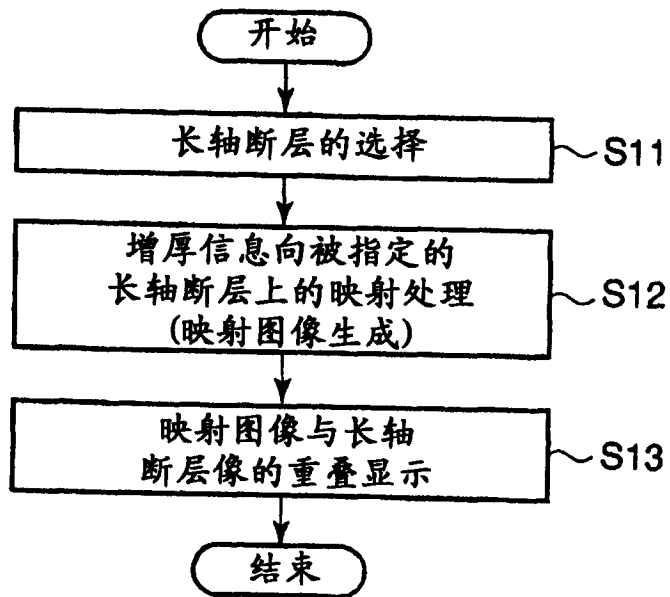 开始
长轴断层的选择
S11
增厚信息向被指定的
长轴断层上的映射处理
(映射图像生成)
S12
映射图像与长轴
断层像的重叠显示
S13
结束